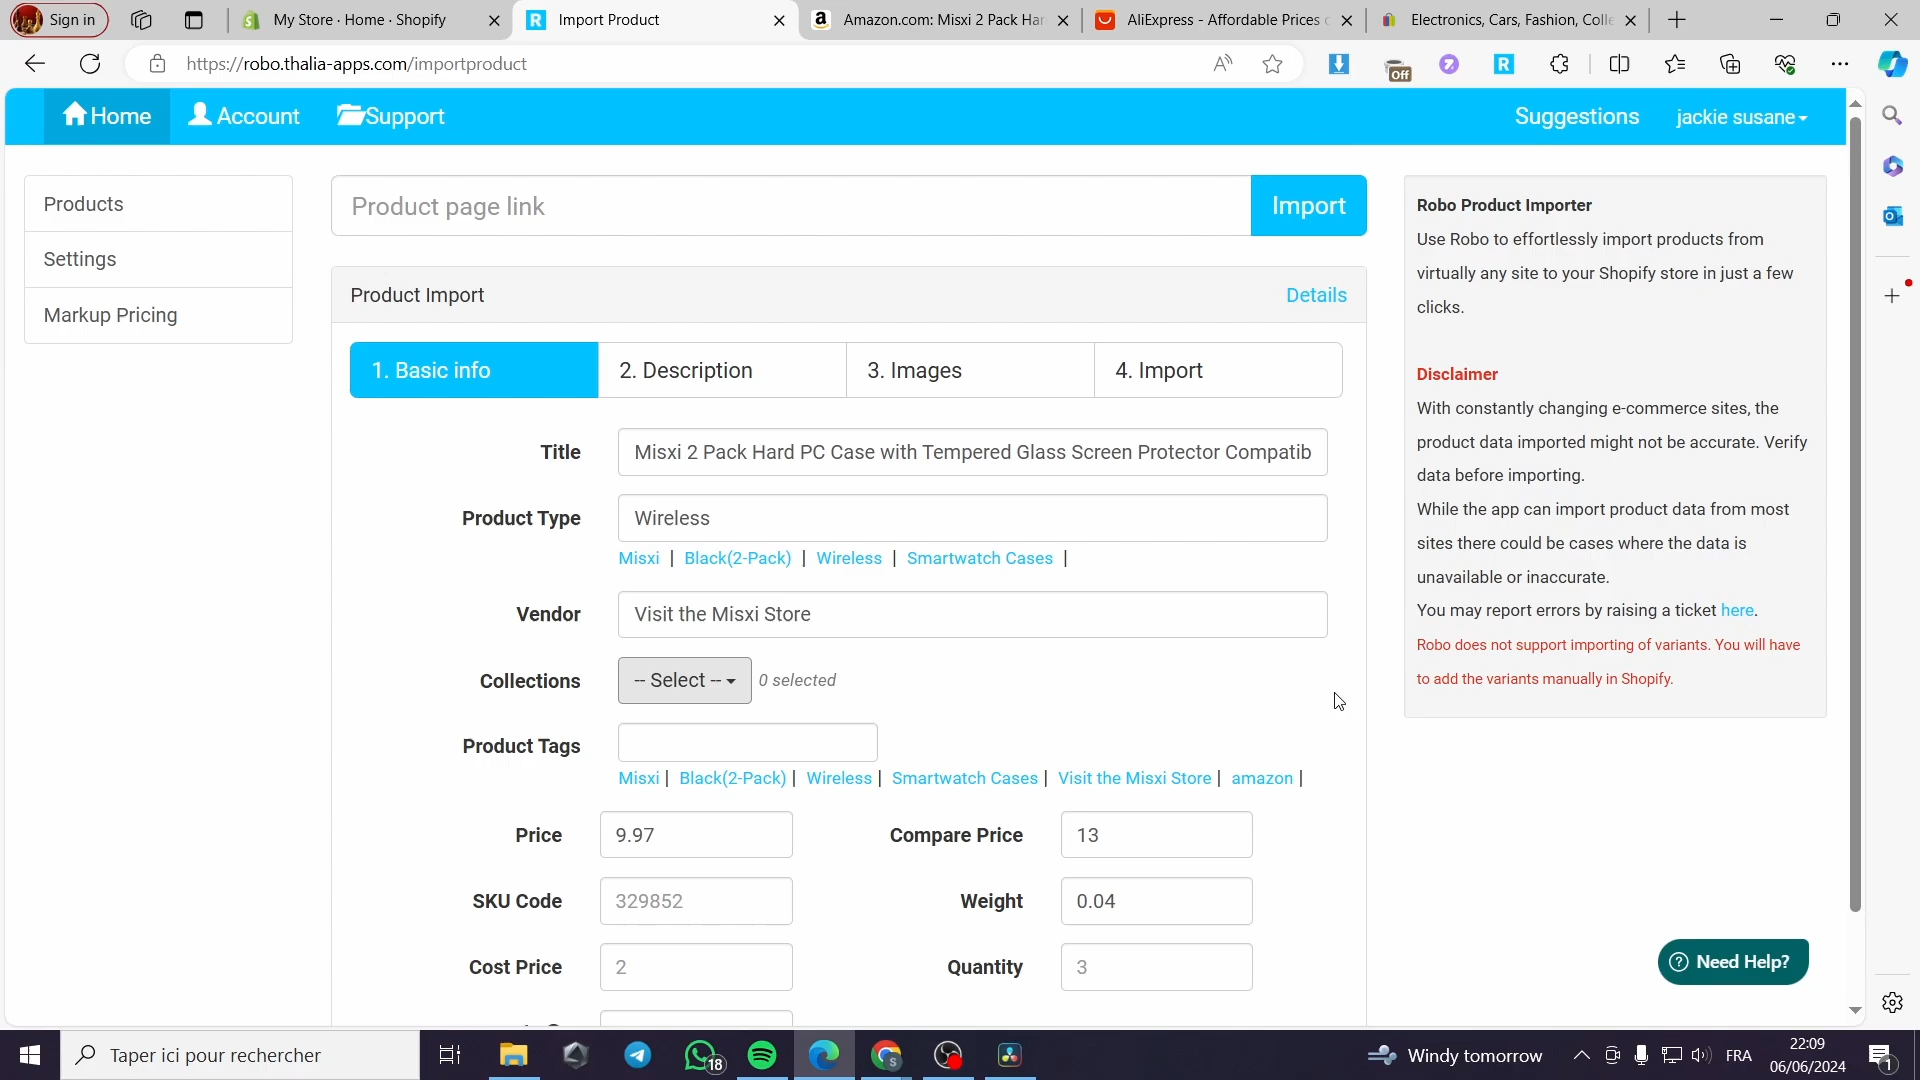 Sign in
My Store · Home · Shopify
Import Product
Amazon.com: Misxi 2 Pack Har
AliExpress - Affordable Prices
Electronics, Cars, Fashion, Colle
https://robo.thalia-apps.com/importproduct
Off
Home
Account
Support
Suggestions
jackie susane
Products
Settings
Markup Pricing
Product page link
Import
Product Import
Details
1. Basic info
2. Description
3. Images
4. Import
Title
Misxi 2 Pack Hard PC Case with Tempered Glass Screen Protector Compatib
Product Type
Wireless
Misxi | Black(2-Pack) | Wireless | Smartwatch Cases |
Vendor
Visit the Misxi Store
Collections
-- Select --
0 selected
Product Tags
Misxi | Black(2-Pack) | Wireless | Smartwatch Cases | Visit the Misxi Store | amazon |
Price
9.97
Compare Price
13
SKU Code
329852
Weight
0.04
Cost Price
2
Quantity
3
Robo Product Importer
Use Robo to effortlessly import products from
virtually any site to your Shopify store in just a few
clicks.
Disclaimer
With constantly changing e-commerce sites, the
product data imported might not be accurate. Verify
data before importing.
While the app can import product data from most
sites there could be cases where the data is
unavailable or inaccurate.
You may report errors by raising a ticket here.
Robo does not support importing of variants. You will have
to add the variants manually in Shopify.
Need Help?
Taper ici pour rechercher
18
Windy tomorrow
FRA
22:09
06/06/2024
1